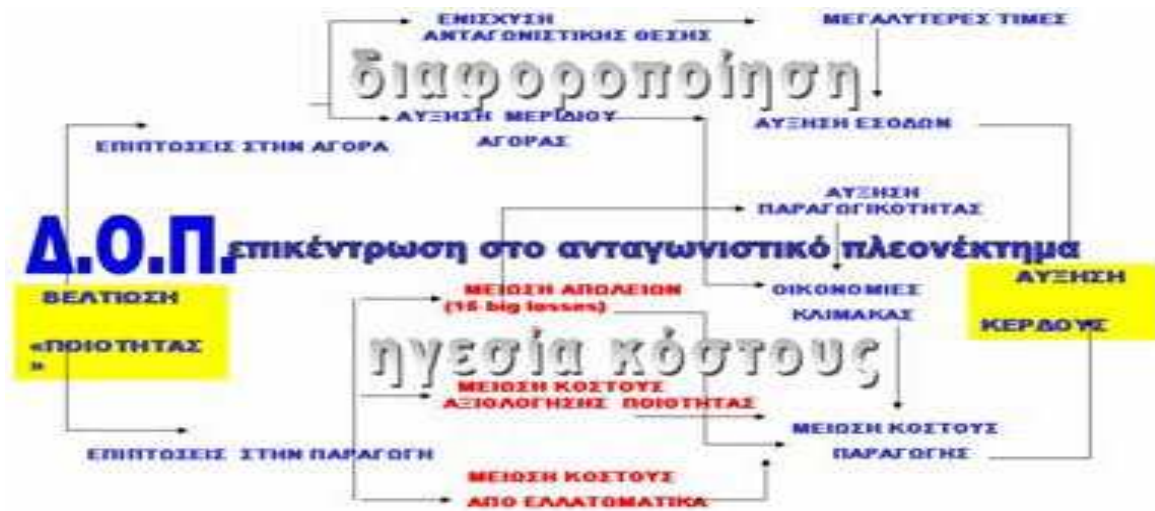 ΕΝΙΣΧΥΣΗ
ΑΝΤΑΓΩΝΙΣΤΙΚΗΣ ΘΕΣΗΣ
ΜΕΓΑΛΥΤΕΡΕΣ ΤΙΜΕΣ
διαφοροποίηση
ΑΥΞΗΣΗ ΜΕΡΙΔΙΟΥ
ΑΓΟΡΑΣ
ΑΥΞΗΣΗ ΕΣΟΔΩΝ
ΕΠΙΠΤΩΣΕΙΣ ΣΤΗΝ ΑΓΟΡΑ
ΑΥΞΗΣΗ
ΠΑΡΑΓΩΓΙΚΟΤΗΤΑΣ
Δ.Ο.Π. επικέντρωση στο ανταγωνιστικό πλεονέκτημα
ΒΕΛΤΙΩΣΗ
«ΠΟΙΟΤΗΤΑΣ
»
ΜΕΙΩΣΗ ΑΠΩΛΕΙΩΝ
(16 big losses)
ΟΙΚΟΝΟΜΙΕΣ
ΚΛΙΜΑΚΑΣ
ΑΥΞΗΣΗ
ΚΕΡΔΟΥΣ
ηγεσία κόστους
ΜΕΙΩΣΗ ΚΟΣΤΟΥΣ
ΑΞΙΟΛΟΓΗΣΗΣ ΠΟΙΟΤΗΤΑΣ
ΜΕΙΩΣΗ ΚΟΣΤΟΥΣ
ΠΑΡΑΓΩΓΗΣ
ΕΠΙΠΤΩΣΕΙΣ ΣΤΗΝ ΠΑΡΑΓΩΓΗ
ΜΕΙΩΣΗ ΚΟΣΤΟΥΣ
ΑΠΟ ΕΛΛΑΤΩΜΑΤΙΚΑ